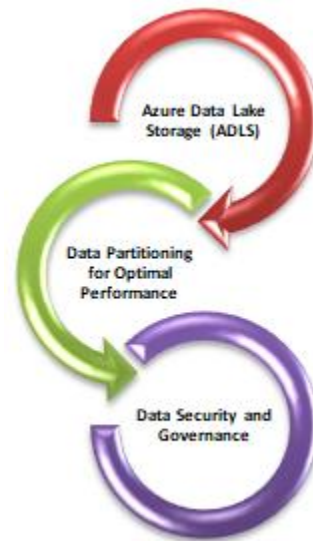 Azure Data Lake
Storage (ADLS)
Data Partitioning
for Optimal
Performance
Data Security and
Governance